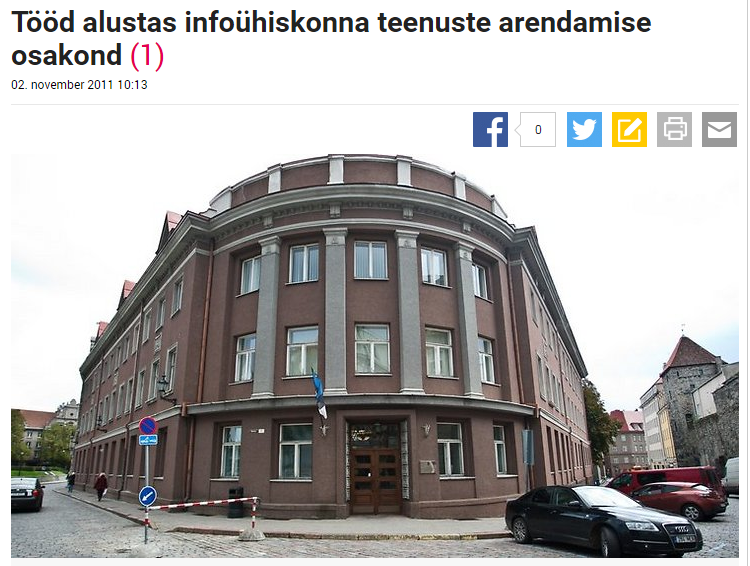 Tööd alustas infoühiskonna teenuste arendamise
osakond (1)
02. november 2011 10:13
0